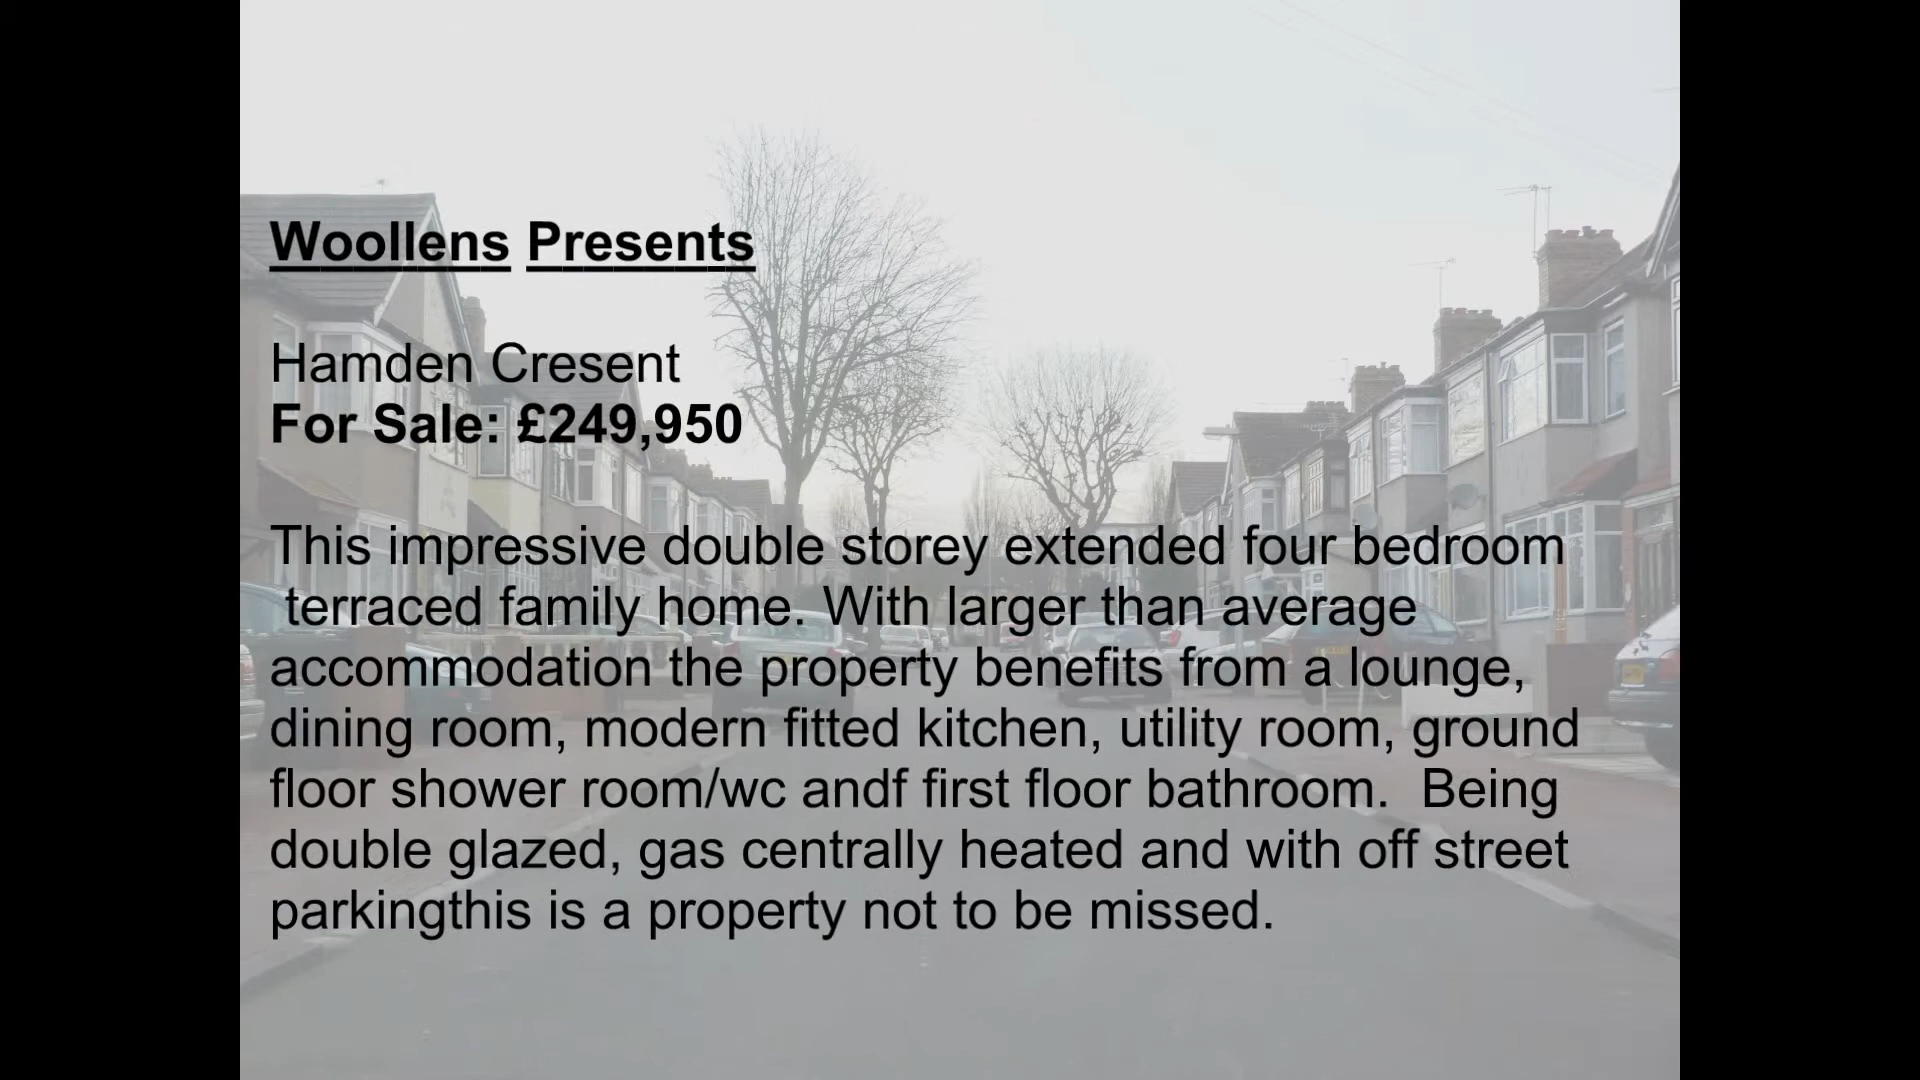 Woollens Presents
Hamden Cresent
For Sale: £249,950
This impressive double storey extended four bedroom
terraced family home. With larger than average
accommodation the property benefits from a lounge,
dining room, modern fitted kitchen, utility room, ground
floor shower room/wc andf first floor bathroom.  Being
double glazed, gas centrally heated and with off street
parkingthis is a property not to be missed.